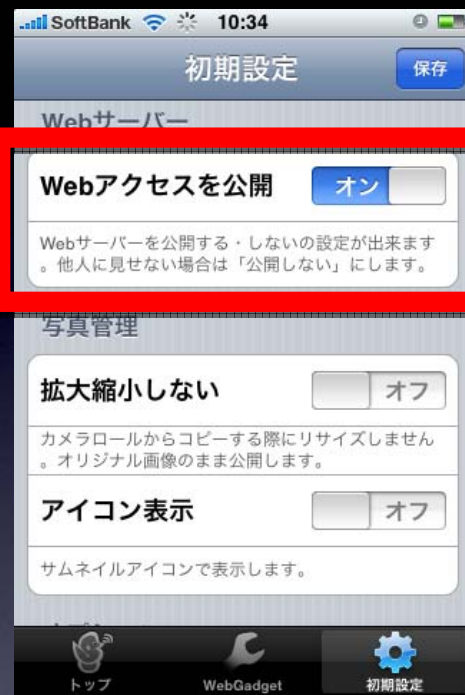 SoftBank 10:34
初期設定
保存
Webサーバー
Webアクセスを公開 オン
Webサーバーを公開する・しないの設定が出来ます
。他人に見せない場合は「公開しない」にします。
写真管理
拡大縮小しない オフ
カメラロールからコピーする際にリサイズしません
。オリジナル画像のまま公開します。
アイコン表示 オフ
サムネイルアイコンで表示します。
トップ WebGadget 初期設定